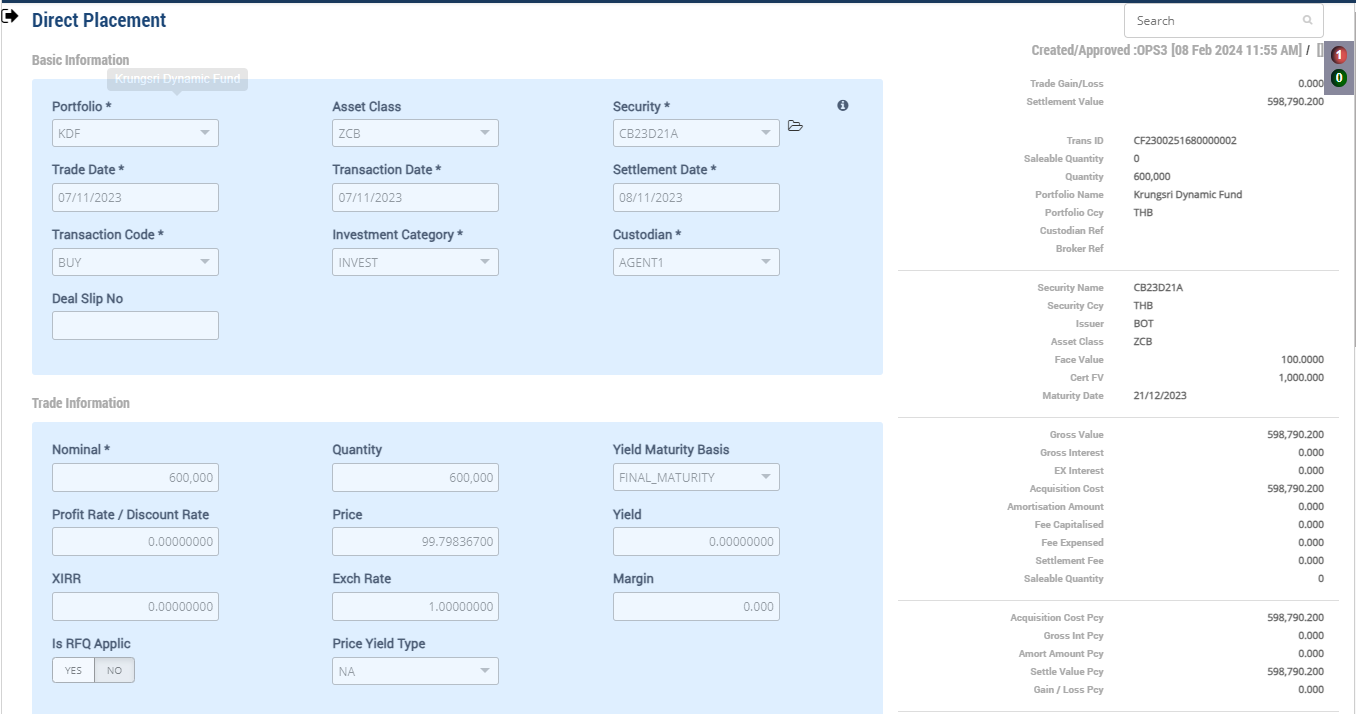 Direct Placement
Search
Basic Information
Created/Approved :OPS3 [08 Feb 2024 11:55 AM] / []
1
0
Krungsri Dynamic Fund
Portfolio * Asset Class Security *
KDF ZCB CB23D21A
Trade Date * Transaction Date * Settlement Date *
07/11/2023 07/11/2023 08/11/2023
Transaction Code * Investment Category * Custodian *
BUY INVEST AGENT1
Deal Slip No
Trade Information
Nominal * Quantity Yield Maturity Basis
600,000 600,000 FINAL_MATURITY
Profit Rate / Discount Rate Price Yield
0.00000000 99.79836700 0.00000000
XIRR Exch Rate Margin
0.00000000 1.00000000 0.000
Is RFQ Applic Price Yield Type
YES NO NA
Trade Gain/Loss 0.000
Settlement Value 598,790.200
Trans ID CF2300251680000002
Saleable Quantity 0
Quantity 600,000
Portfolio Name Krungsri Dynamic Fund
Portfolio Ccy THB
Custodian Ref
Broker Ref
Security Name CB23D21A
Security Ccy THB
Issuer BOT
Asset Class ZCB
Face Value 100.0000
Cert FV 1,000.000
Maturity Date 21/12/2023
Gross Value 598,790.200
Gross Interest 0.000
EX Interest 0.000
Acquisition Cost 598,790.200
Amortisation Amount 0.000
Fee Capitalised 0.000
Fee Expensed 0.000
Settlement Fee 0.000
Saleable Quantity 0
Acquisition Cost Pcy 598,790.200
Gross Int Pcy 0.000
Amort Amount Pcy 0.000
Settle Value Pcy 598,790.200
Gain / Loss Pcy 0.000